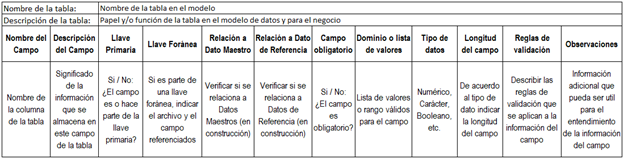 Nombre de la tabla: Nombre de la tabla en el modelo
Descripción de la tabla: Papel y/o función de la tabla en el modelo de datos y para el negocio
Nombre del Campo
Descripción del Campo
Llave Primaria
Llave Foránea
Relación a Dato Maestro
Relación a Dato de Referencia
Campo obligatorio
Dominio o lista de valores
Tipo de datos
Longitud del campo
Reglas de validación
Observaciones
Nombre de la columna de la tabla
Significado de la información que se almacena en este campo de la tabla
Si / No: ¿El campo es o hace parte de la llave primaria?
Si es parte de una llave foránea, indicar el archivo y el campo referenciados
Verificar si se relaciona a Datos Maestros (en construcción)
Verificar si se relaciona a Datos de Referencia (en construcción)
Si / No: ¿El campo es obligatorio?
Lista de valores o rango válidos para el campo
Numérico, Carácter, Booleano, etc.
De acuerdo al tipo de dato indicar la longitud del campo
Describir las reglas de validación que se aplican a la información del campo
Información adicional que pueda ser util para el entendimiento de la información del campo